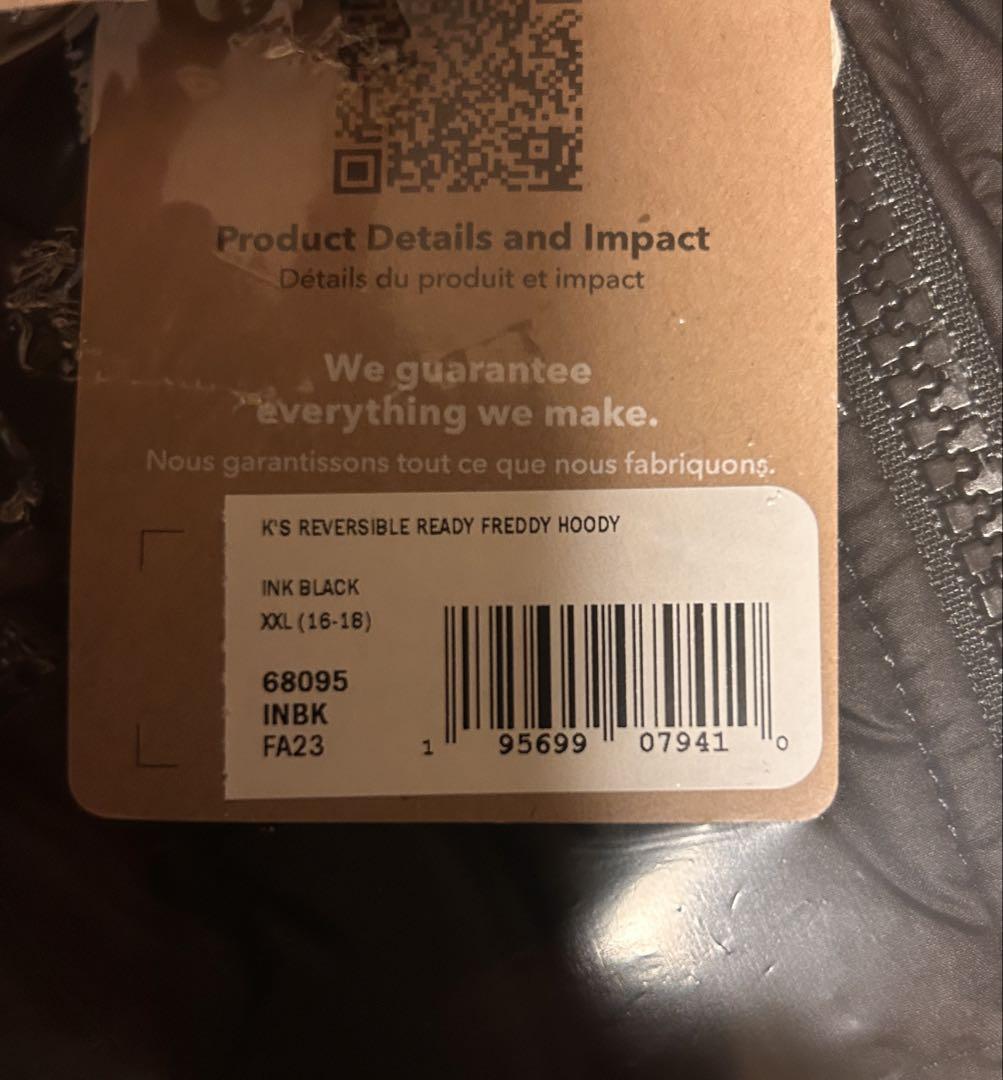 Product Details and Impact
Détails du produit et impact
We guarantee
everything we make.
Nous garantissons tout ce que nous fabriquons.
K'S REVERSIBLE READY FREDDY HOODY
INK BLACK
XXL (16-18)
68095
INBK
FA23
1 95699 07941 0